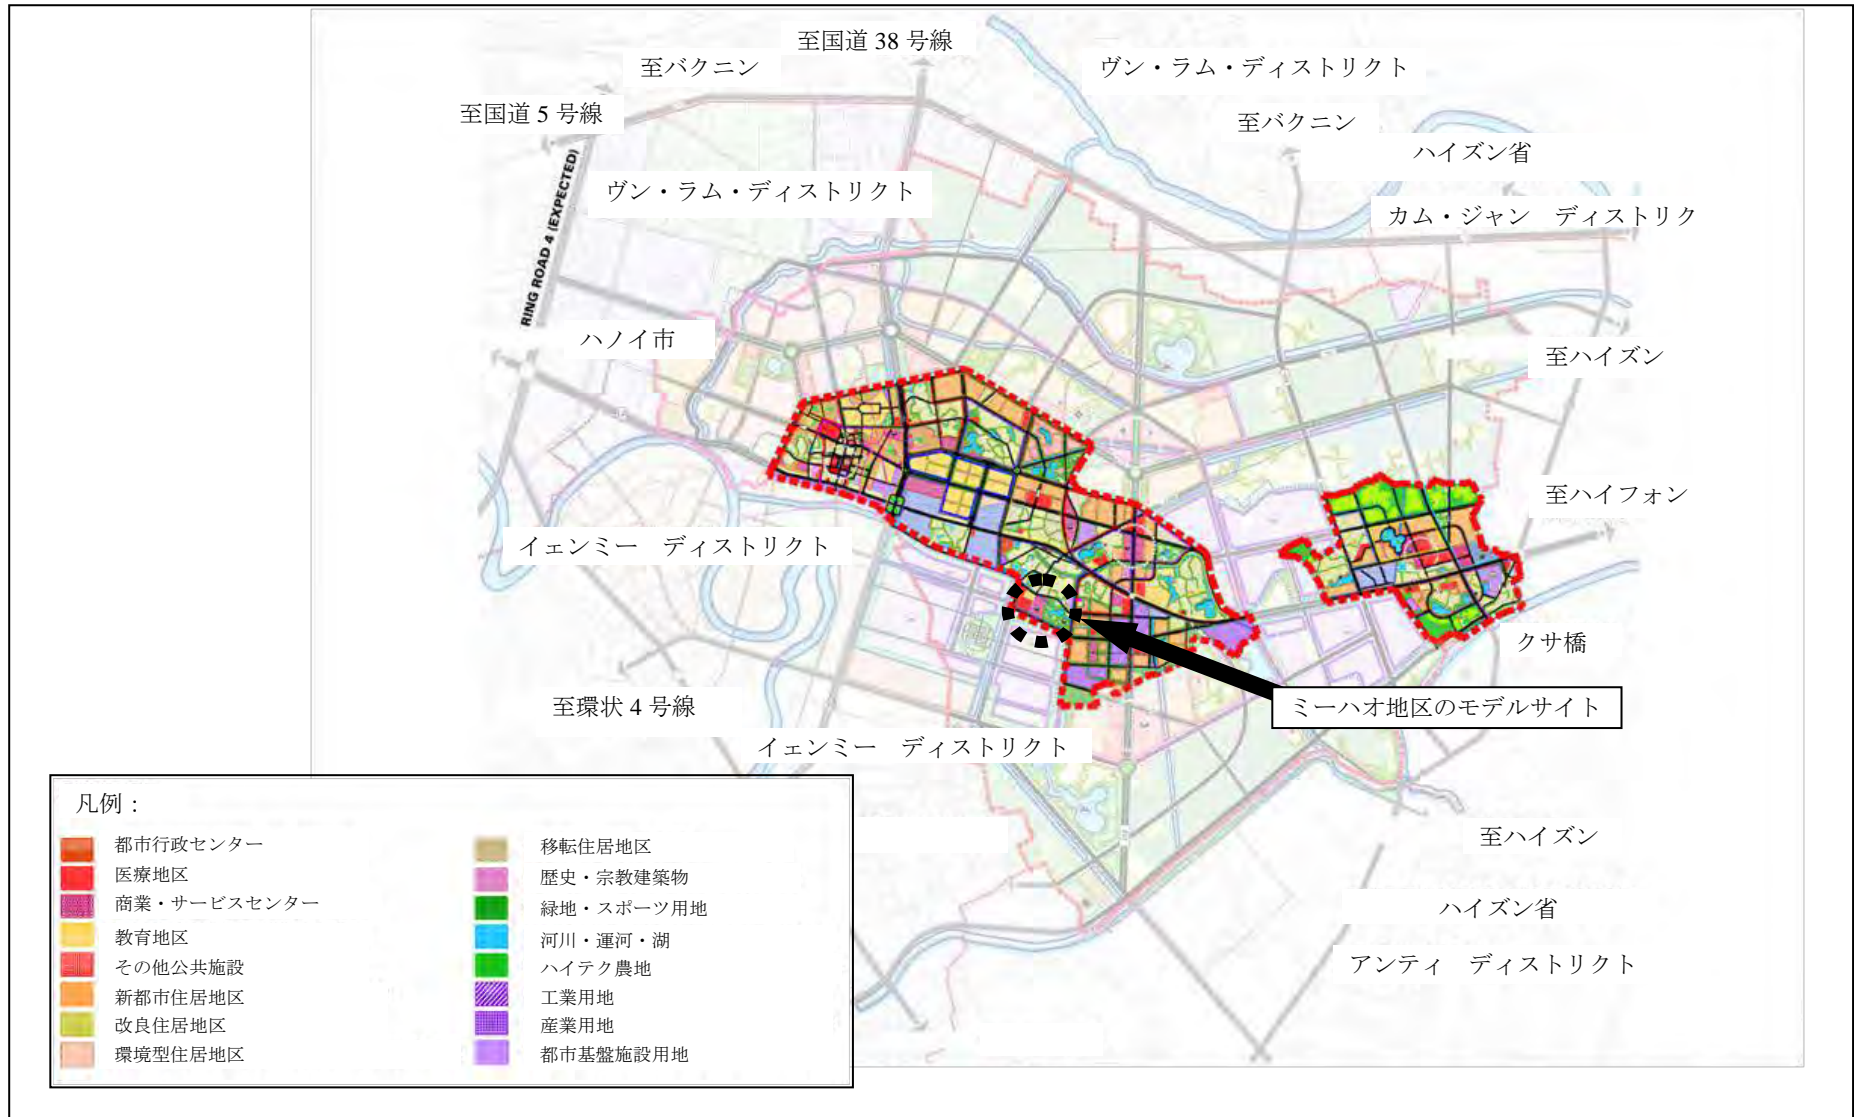 至国道 38 号線
至バクニン
ヴン・ラム・ディストリクト
至国道 5 号線
至バクニン
ハイズン省
RING ROAD 4 (EXPECTED)
ヴン・ラム・ディストリクト
カム・ジャン　ディストリク
ハノイ市
至ハイズン
至ハイフォン
イェンミー　ディストリクト
クサ橋
至環状 4 号線
ミーハオ地区のモデルサイト
イェンミー　ディストリクト
至ハイズン
ハイズン省
アンティ　ディストリクト
凡例：
都市行政センター
医療地区
商業・サービスセンター
教育地区
その他公共施設
新都市住居地区
改良住居地区
環境型住居地区
移転住居地区
歴史・宗教建築物
緑地・スポーツ用地
河川・運河・湖
ハイテク農地
工業用地
産業用地
都市基盤施設用地